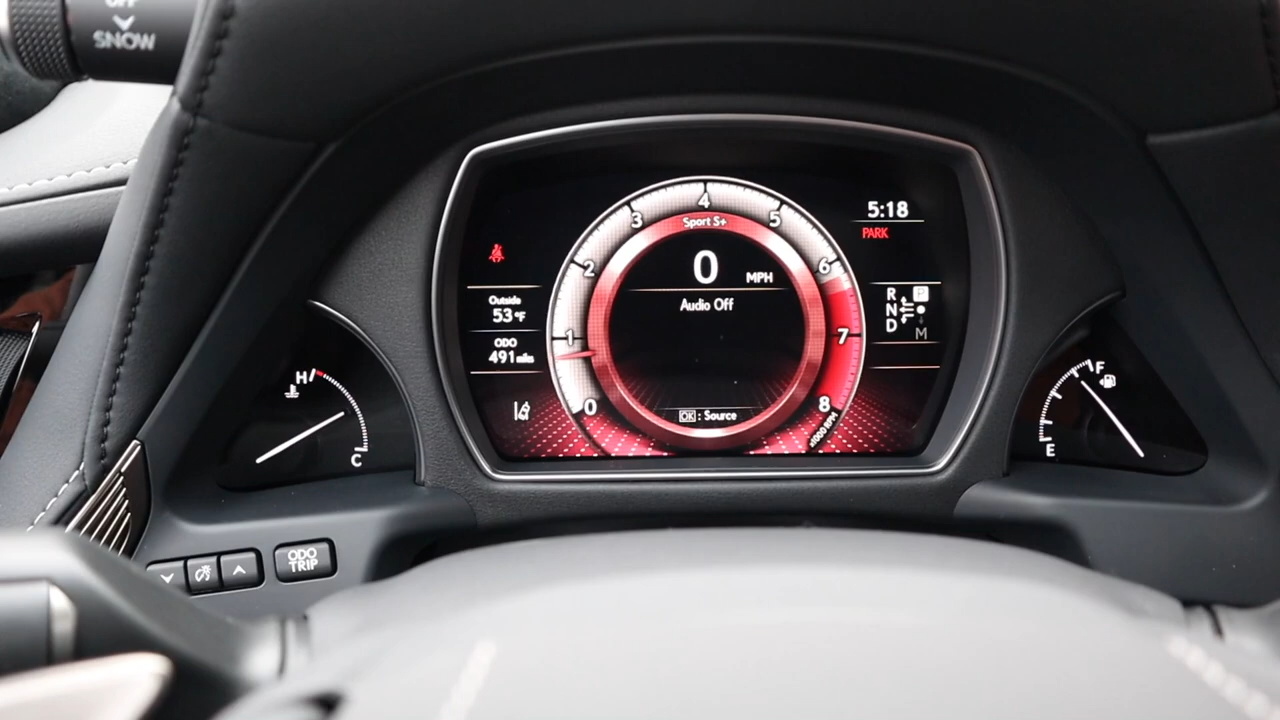 OFF
SNOW
4
3
5
Sport S+
2
6
1
7
0
8
x1000 RPM
0 MPH
Audio Off
OK : Source
Outside
53°F
ODO
491 miles
5:18
PARK
R P
N
D M
H
C
F
E
ODO
TRIP